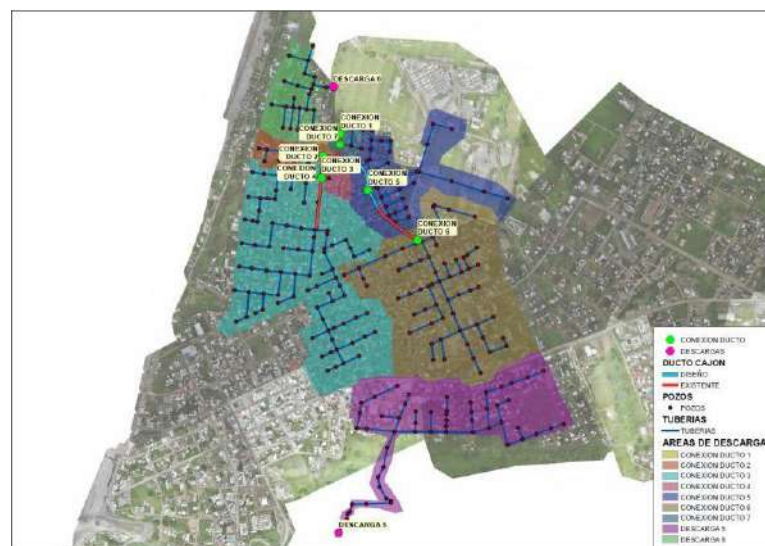 DESCARGA 8
CONEXION
DUCTO 1
CONEXION
DUCTO 7
CONEXION
DUCTO 2
CONEXION
DUCTO 3
CONEXION
DUCTO 4
CONEXION
DUCTO 5
CONEXION
DUCTO 6
DESCARGA 5
CONEXION DUCTO
DESCARGAS
DUCTO CAJON
DISEÑO
EXISTENTE
POZOS
POZOS
TUBERIAS
TUBERIAS
AREAS DE DESCARGA
CONEXION DUCTO 1
CONEXION DUCTO 2
CONEXION DUCTO 3
CONEXION DUCTO 4
CONEXION DUCTO 5
CONEXION DUCTO 6
CONEXION DUCTO 7
DESCARGA 5
DESCARGA 8